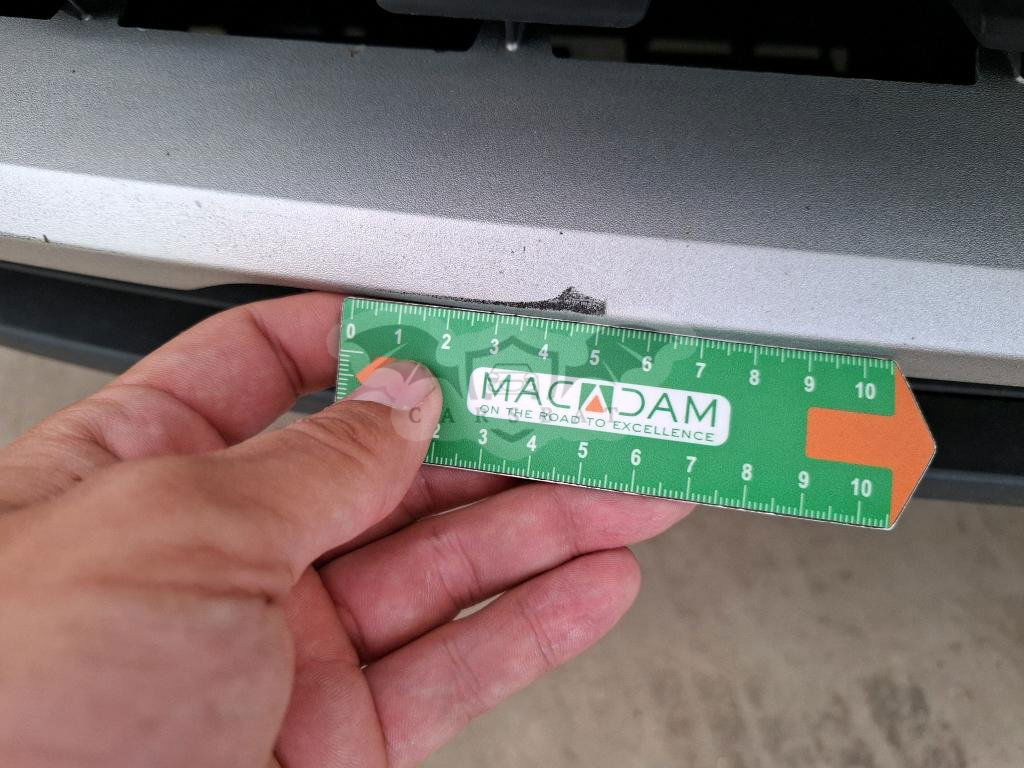 0 1 2 3 4 5 6 7 8 9 10
MACADAM
ON THE ROAD TO EXCELLENCE
CARS
2 3 4 5 6 7 8 9 10